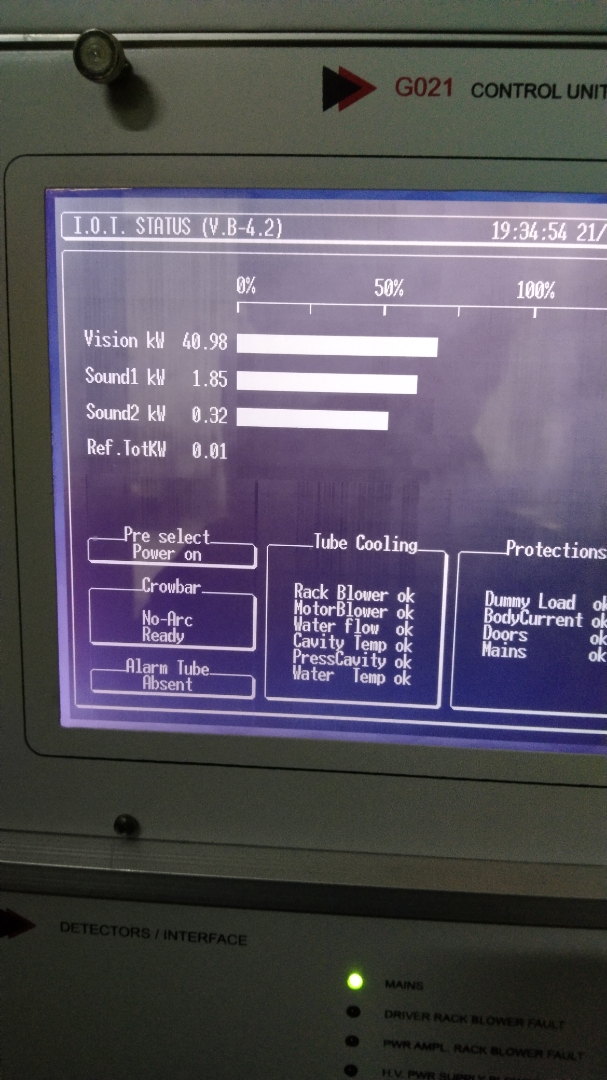 G021 CONTROL UNIT
I.O.T. STATUS (V.B-4.2) 19:34:54 21/
0% 50% 100%
Vision kW 40.98
Sound1 kW 1.85
Sound2 kW 0.32
Ref.TotKW 0.01
Pre select
Power on
Crowbar
No-Arc
Ready
Alarm Tube
Absent
Tube Cooling
Rack Blower ok
MotorBlower ok
Water flow ok
Cavity Temp ok
PressCavity ok
Water Temp ok
Protections
Dummy Load ok
BodyCurrent ok
Doors ok
Mains ok
DETECTORS / INTERFACE
MAINS
DRIVER RACK BLOWER FAULT
PWR AMPL. RACK BLOWER FAULT
H.V. PWR SUPPLY